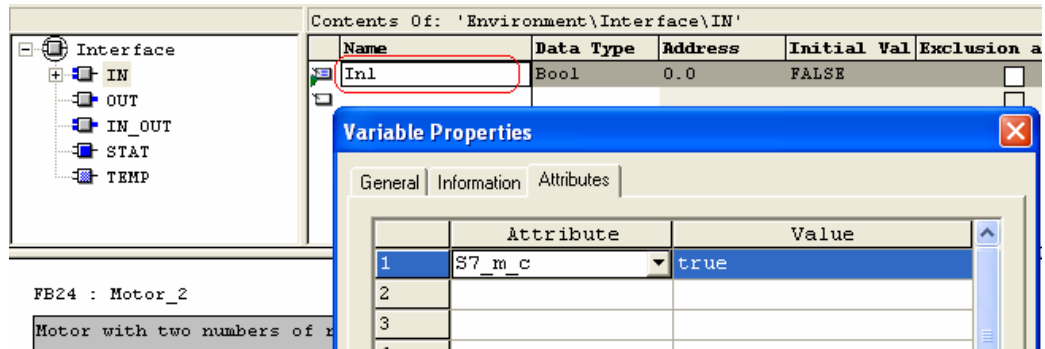 Contents Of: 'Environment\Interface\IN'
Interface
IN
OUT
IN_OUT
STAT
TEMP
Name Data Type Address Initial Val Exclusion a
In1 Bool 0.0 FALSE
Variable Properties
General Information Attributes
Attribute Value
1 S7_m_c true
2
3
FB24 : Motor_2
Motor with two numbers of